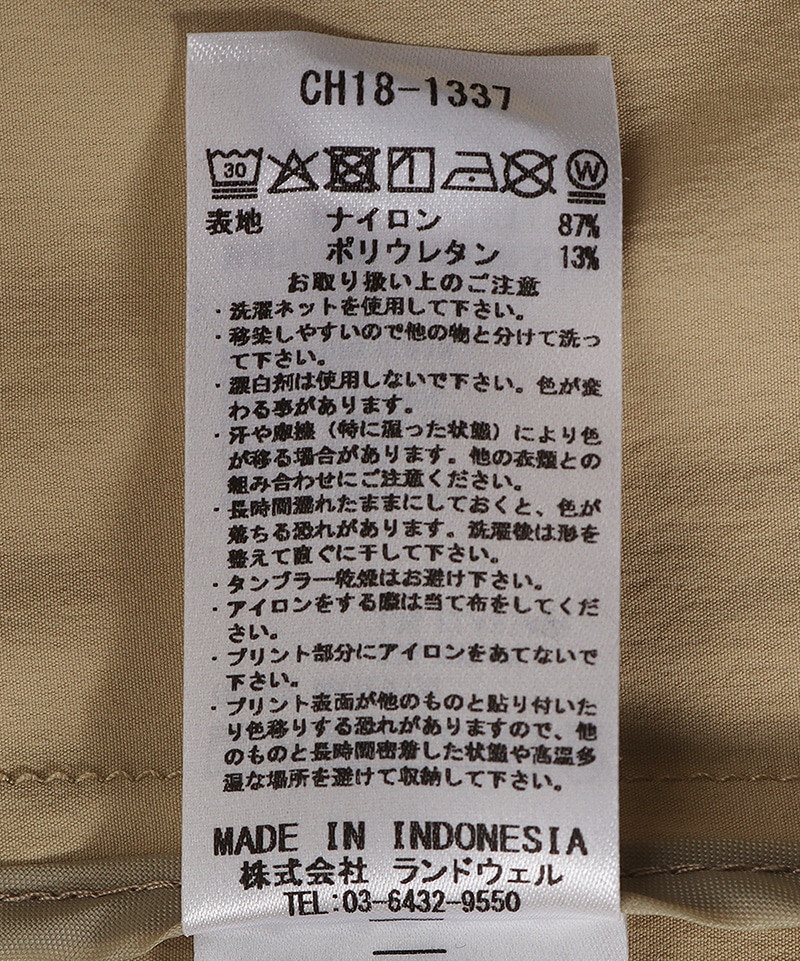 CH18-1337
30 W
表地 ナイロン 87%
ポリウレタン 13%
お取り扱い上のご注意
・洗濯ネットを使用して下さい。
・移染しやすいので他の物と分けて洗っ
て下さい。
・漂白剤は使用しないで下さい。色が変
わる事があります。
・汗や摩擦（特に湿った状態）により色
が移る場合があります。他の衣類との
組み合わせにご注意ください。
・長時間濡れたままにしておくと、色が
落ちる恐れがあります。洗濯後は形を
整えて直ぐに干して下さい。
・タンブラー乾燥はお避け下さい。
・アイロンをする際は当て布をしてくだ
さい。
・プリント部分にアイロンをあてないで
下さい。
・プリント表面が他のものと貼り付いた
り色移りする恐れがありますので、他
のものと長時間密着した状態や高温多
湿な場所を避けて収納して下さい。
MADE IN INDONESIA
株式会社 ランドウェル
TEL:03-6432-9550